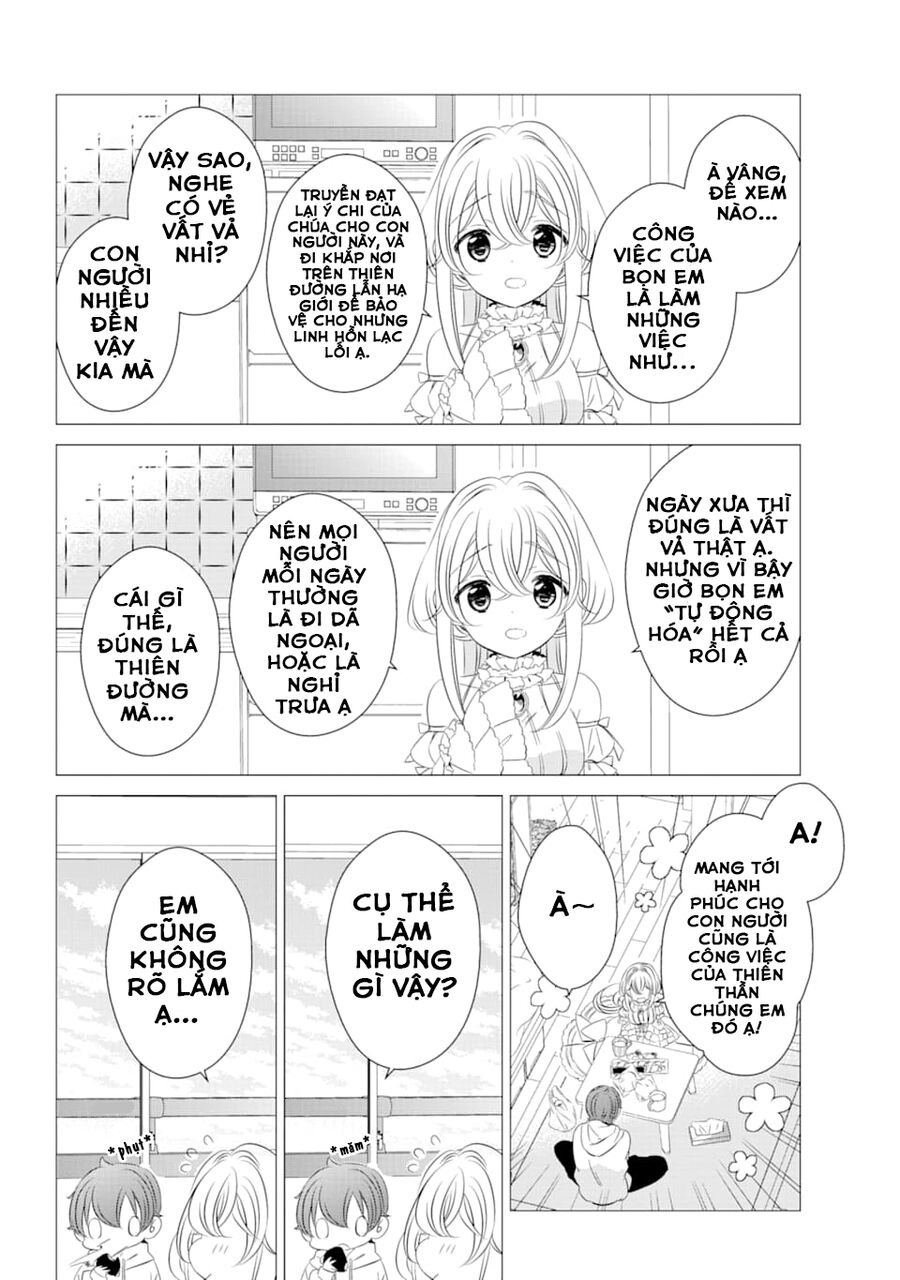 À VÂNG,
ĐỂ XEM
NÀO...
CÔNG
VIỆC CỦA
BỌN EM
LÀ LÀM
NHỮNG
VIỆC
NHƯ...
TRUYỀN ĐẠT
LẠI Ý CHI CỦA
CHÚA CHO CON
NGƯỜI NÀY, VÀ
ĐI KHẮP NƠI
TRÊN THIÊN
ĐƯỜNG LẪN HẠ
GIỚI ĐỂ BẢO
VỆ CHO NHƯNG
LINH HỒN LẠC
LỐI Ạ.
VẬY SAO,
NGHE
CÓ VẺ
VẤT VẢ
NHỈ?
CON
NGƯỜI
NHIỀU
ĐẾN
VẬY
KIA MÀ
NGÀY XƯA THÌ
ĐÚNG LÀ VẤT
VẢ THẬT Ạ.
NHƯNG VÌ BẬY
GIỜ BỌN EM
"TỰ ĐỘNG
HÓA" HẾT CẢ
RỒI Ạ
NÊN MỌI
NGƯỜI
MỖI NGÀY
THƯỜNG
LÀ ĐI DÃ
NGOẠI,
HOẶC LÀ
NGHỈ
TRƯA Ạ
CÁI GÌ
THẾ,
ĐÚNG LÀ
THIÊN
ĐƯỜNG
MÀ...
A!
MANG TỚI
HẠNH
PHÚC CHO
CON NGƯỜI
CŨNG LÀ
CÔNG VIỆC
CỦA THIÊN
THẦN
CHÚNG EM
ĐÓ Ạ!
À~
CỤ THỂ
LÀM
NHỮNG
GÌ VẬY?
*măm*
EM
CŨNG
KHÔNG
RÕ LẮM
Ạ...
*phụt*